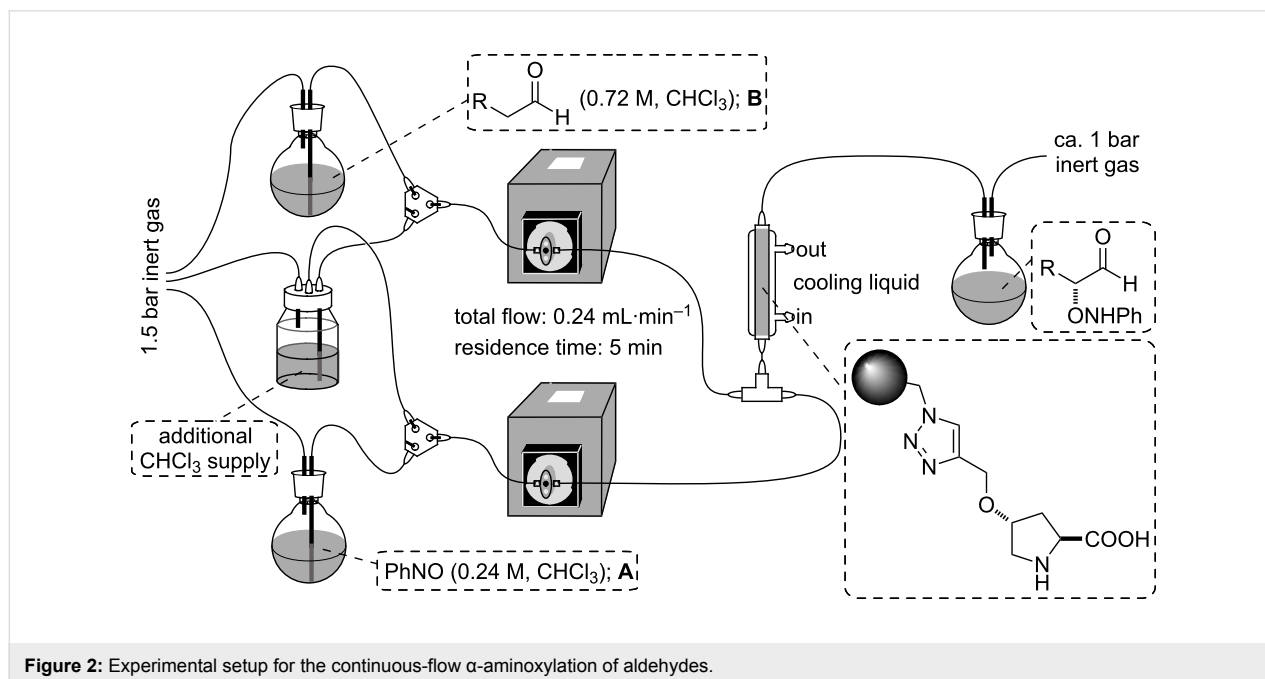 1.5 bar inert gas
O
R
H
(0.72 M, CHCl₃); B
ca. 1 bar
inert gas
out
cooling liquid
in
O
R
H
ONHPh
total flow: 0.24 mL·min⁻¹
residence time: 5 min
additional
CHCl₃ supply
N
N
N
O
COOH
N
H
PhNO (0.24 M, CHCl₃); A
Figure 2: Experimental setup for the continuous-flow α-aminoxylation of aldehydes.